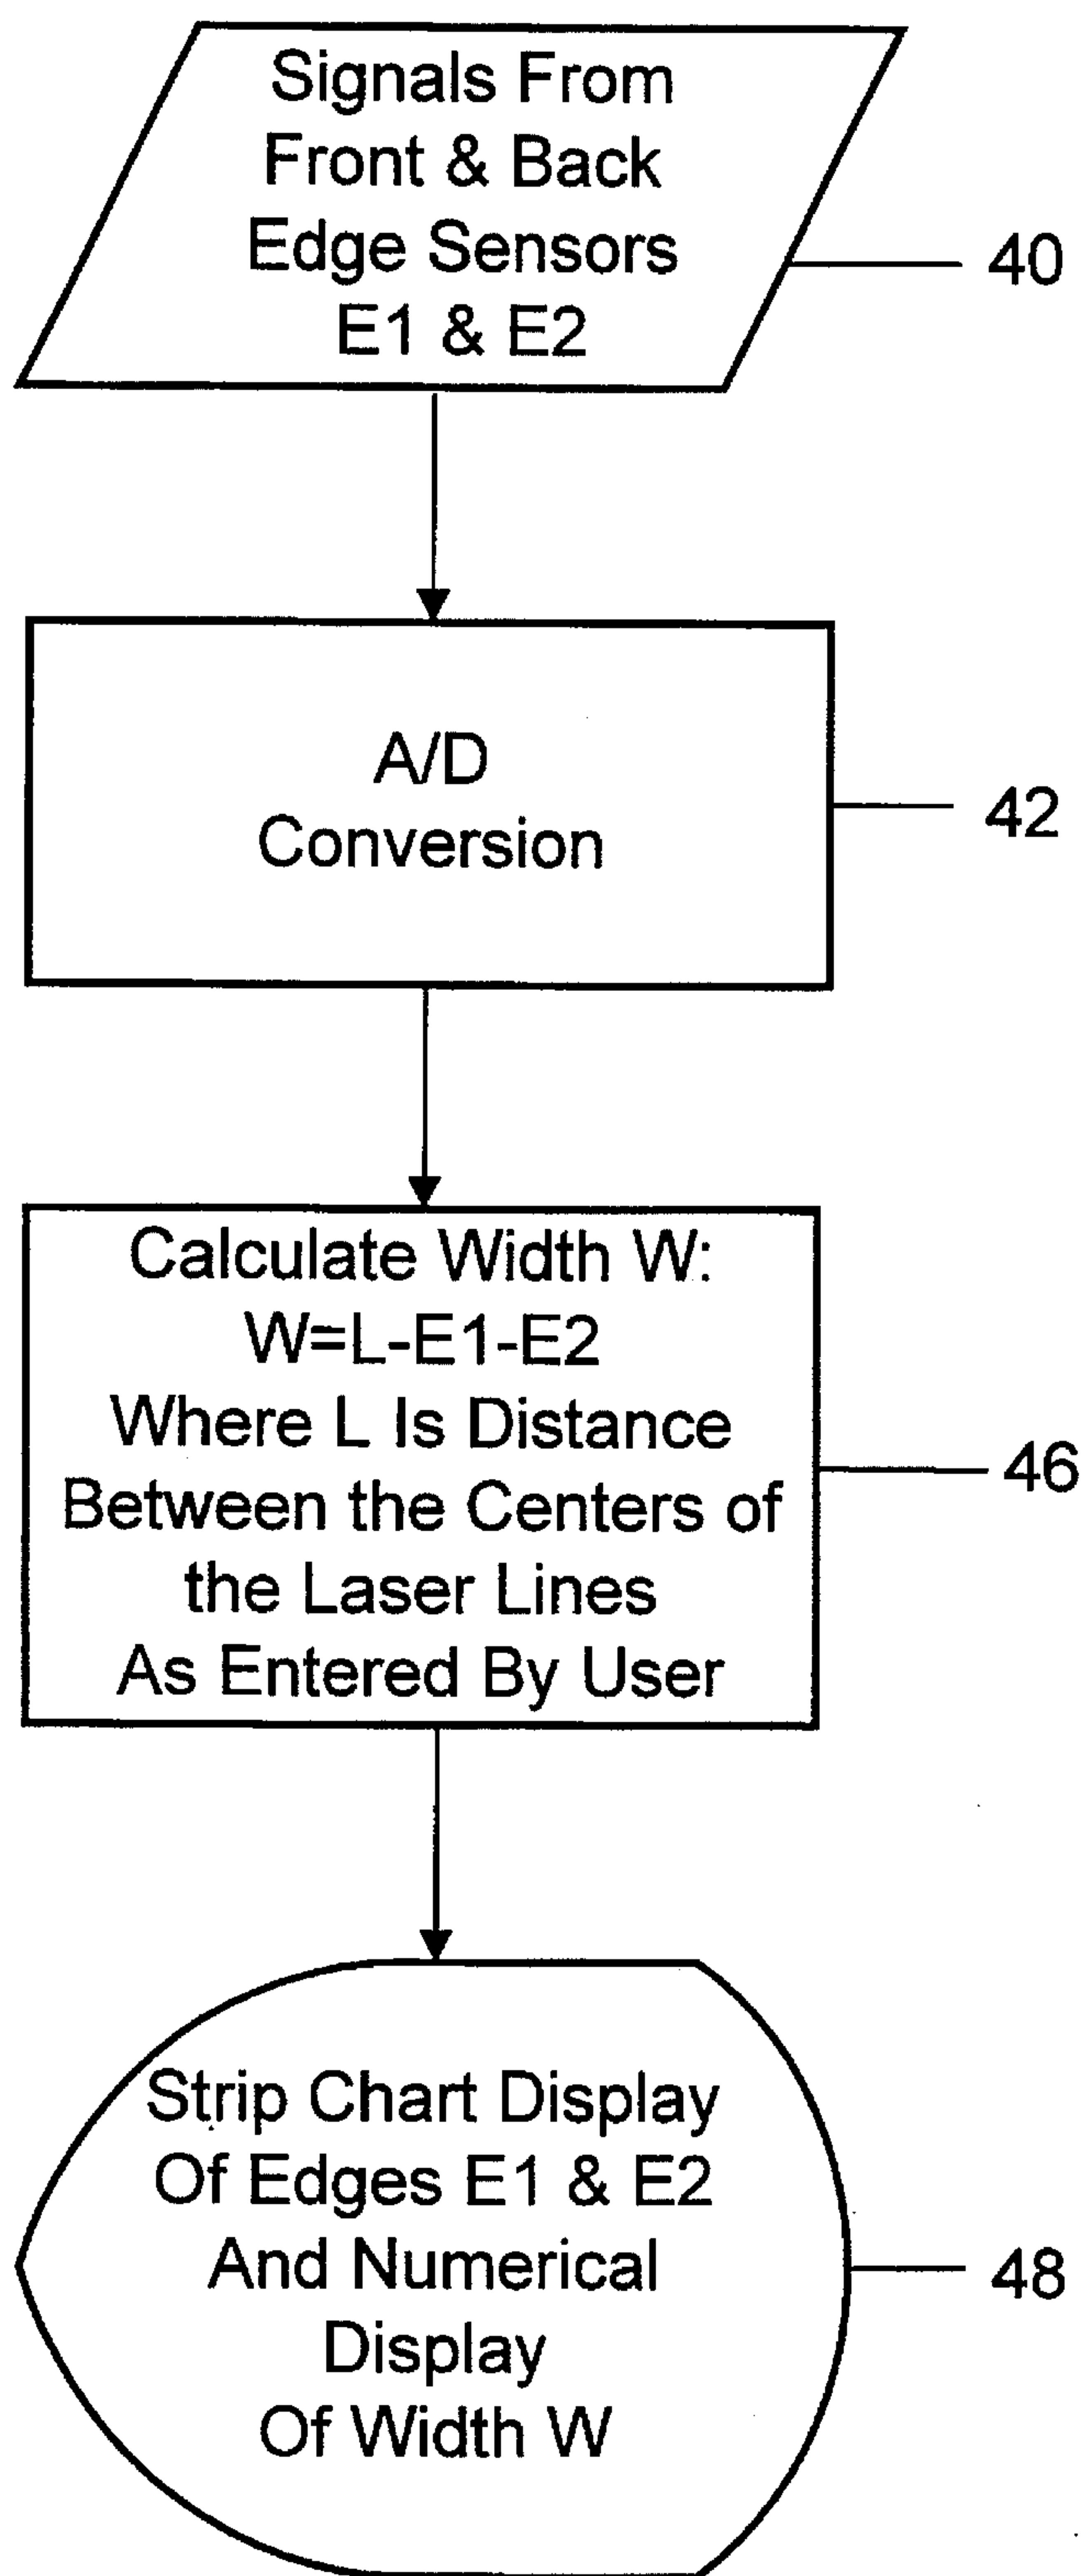 Signals From
Front & Back
Edge Sensors
E1 & E2
40
A/D
Conversion
42
Calculate Width W:
W=L-E1-E2
Where L Is Distance
Between the Centers of
the Laser Lines
As Entered By User
46
Strip Chart Display
Of Edges E1 & E2
And Numerical
Display
Of Width W
48